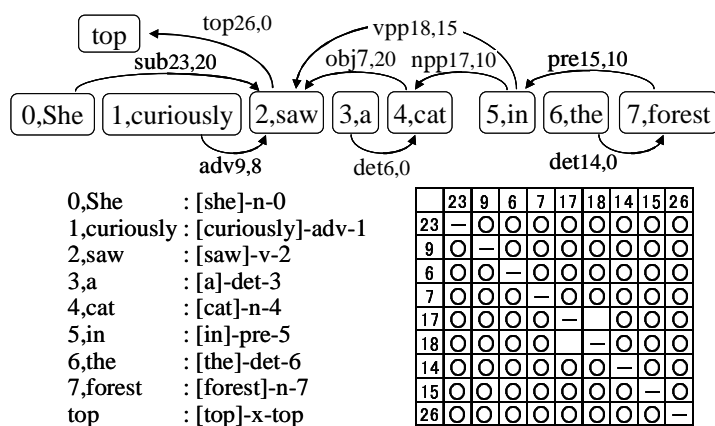 top
top26,0
vpp18,15
sub23,20
obj7,20
npp17,10
pre15,10
0,She 1,curiously 2,saw 3,a 4,cat 5,in 6,the 7,forest
adv9,8
det6,0
det14,0
0,She : [she]-n-0
1,curiously : [curiously]-adv-1
2,saw : [saw]-v-2
3,a : [a]-det-3
4,cat : [cat]-n-4
5,in : [in]-pre-5
6,the : [the]-det-6
7,forest : [forest]-n-7
top : [top]-x-top
23 9 6 7 17 18 14 15 26
23 — O O O O O O O O
9 O — O O O O O O O
6 O O — O O O O O O
7 O O O — O O O O O
17 O O O O — O O O
18 O O O O — O O O
14 O O O O O O — O O
15 O O O O O O O — O
26 O O O O O O O O —